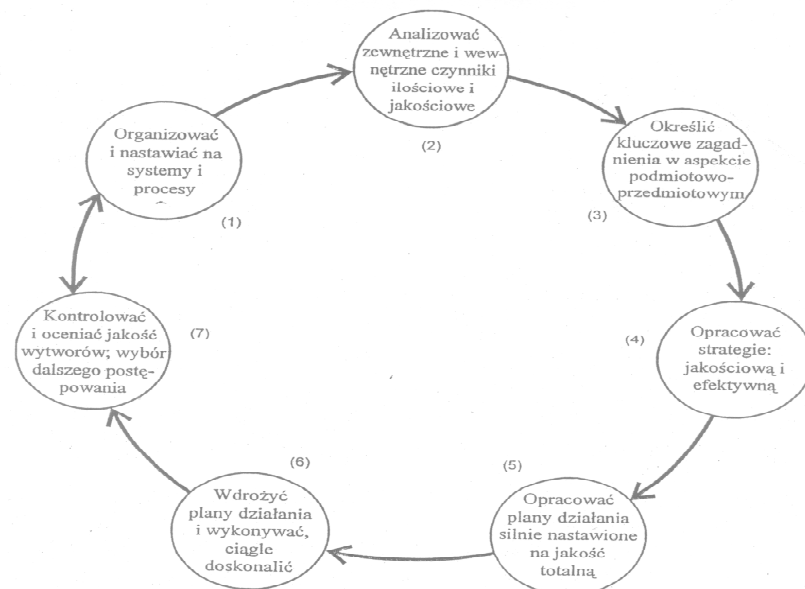 Organizować
i nastawiać na
systemy i
procesy
(1)
Analizować
zewnętrzne i wew-
nętrzne czynniki
ilościowe i
jakościowe
(2)
Określić
kluczowe zagad-
nienia w aspekcie
podmiotowo-
przedmiotowym
(3)
Opracować
strategie:
jakościową i
efektywną
(4)
Opracować
plany działania
silnie nastawione
na jakość
totalną
(5)
Wdrożyć
plany działania
i wykonywać,
ciągle
doskonalić
(6)
Kontrolować
i oceniać jakość
wytworów; wybór
dalszego postę-
powania
(7)